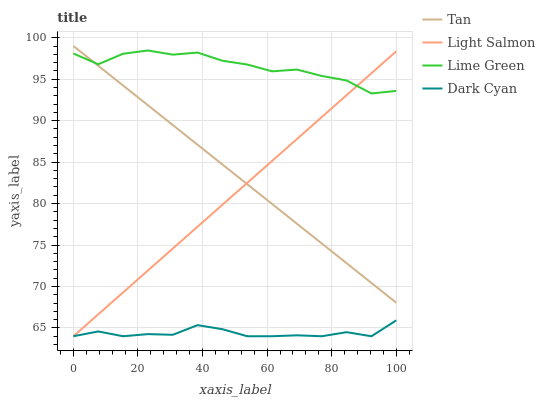 title
Tan
Light Salmon
Lime Green
Dark Cyan
yaxis_label
100
95
90
85
80
75
70
65
0
20
40
60
80
100
xaxis_label